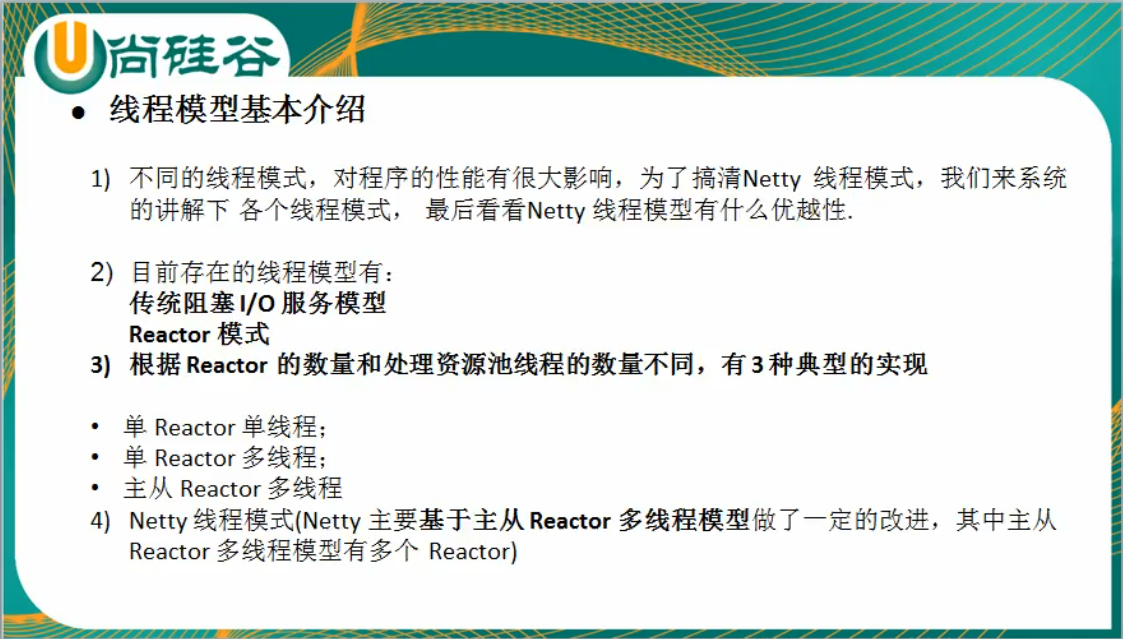 尚硅谷
● 线程模型基本介绍
1) 不同的线程模式，对程序的性能有很大影响，为了搞清Netty 线程模式，我们来系统
的讲解下 各个线程模式， 最后看看Netty 线程模型有什么优越性.
2) 目前存在的线程模型有：
传统阻塞 I/O 服务模型
Reactor 模式
3) 根据 Reactor 的数量和处理资源池线程的数量不同，有 3 种典型的实现
• 单 Reactor 单线程；
• 单 Reactor 多线程；
• 主从 Reactor 多线程
4) Netty 线程模式(Netty 主要基于主从 Reactor 多线程模型做了一定的改进，其中主从
Reactor 多线程模型有多个 Reactor)